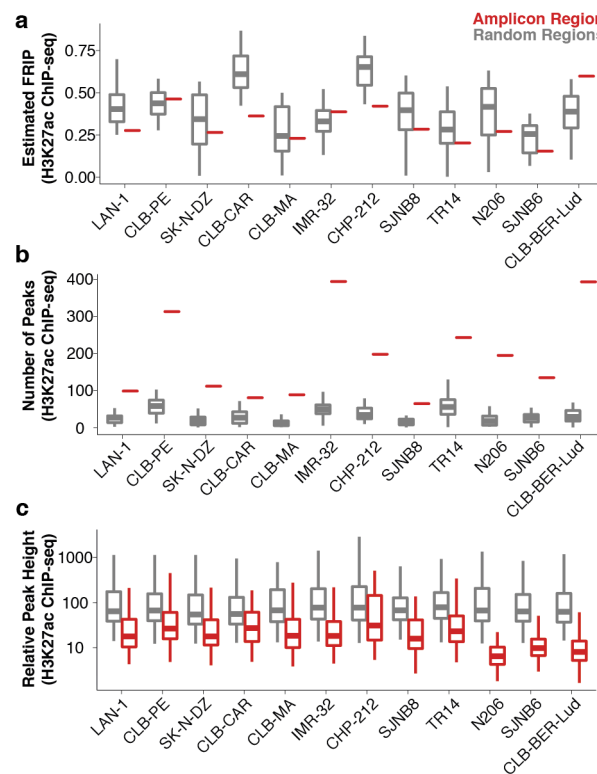 a
Amplicon Region
Random Regions
Estimated FRIP
(H3K27ac ChIP-seq)
0.75
0.50
0.25
0.00
LAN-1
CLB-PE
SK-N-DZ
CLB-CAR
CLB-MA
IMR-32
CHP-212
SJNB8
TR14
N206
SJNB6
CLB-BER-Lud
b
Number of Peaks
(H3K27ac ChIP-seq)
400
300
200
100
0
LAN-1
CLB-PE
SK-N-DZ
CLB-CAR
CLB-MA
IMR-32
CHP-212
SJNB8
TR14
N206
SJNB6
CLB-BER-Lud
c
Relative Peak Height
(H3K27ac ChIP-seq)
1000
100
10
LAN-1
CLB-PE
SK-N-DZ
CLB-CAR
CLB-MA
IMR-32
CHP-212
SJNB8
TR14
N206
SJNB6
CLB-BER-Lud